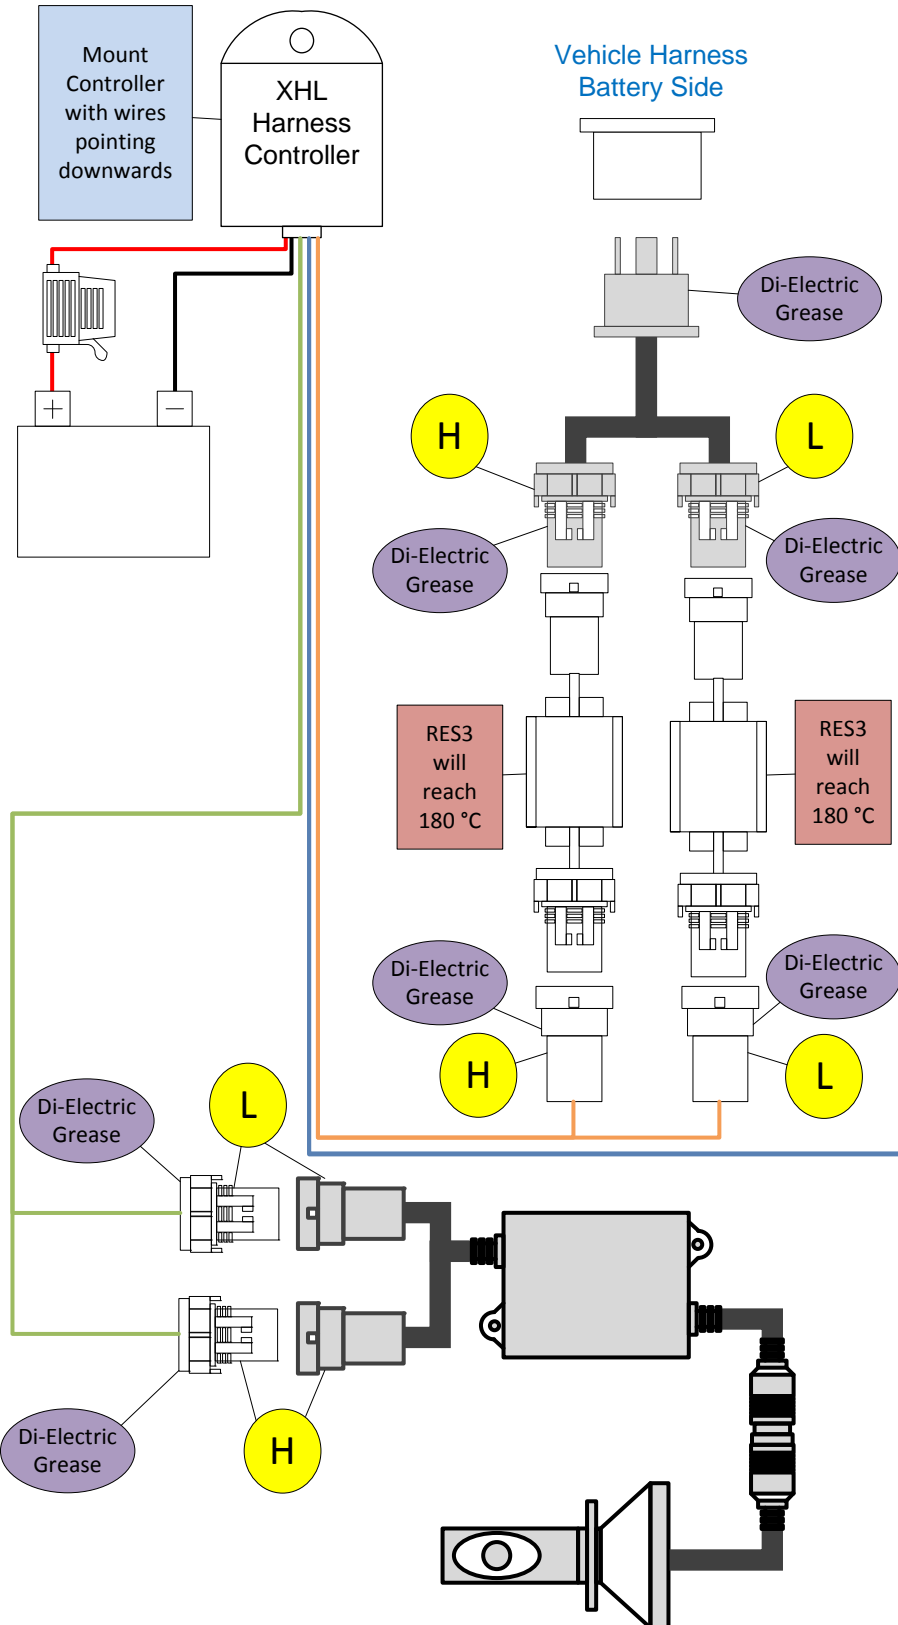 Mount
Controller
with wires
pointing
downwards
XHL
Harness
Controller
Vehicle Harness
Battery Side
Di-Electric
Grease
+
−
H
L
Di-Electric
Grease
Di-Electric
Grease
RES3
will
reach
180 °C
RES3
will
reach
180 °C
Di-Electric
Grease
Di-Electric
Grease
H
L
Di-Electric
Grease
L
Di-Electric
Grease
H